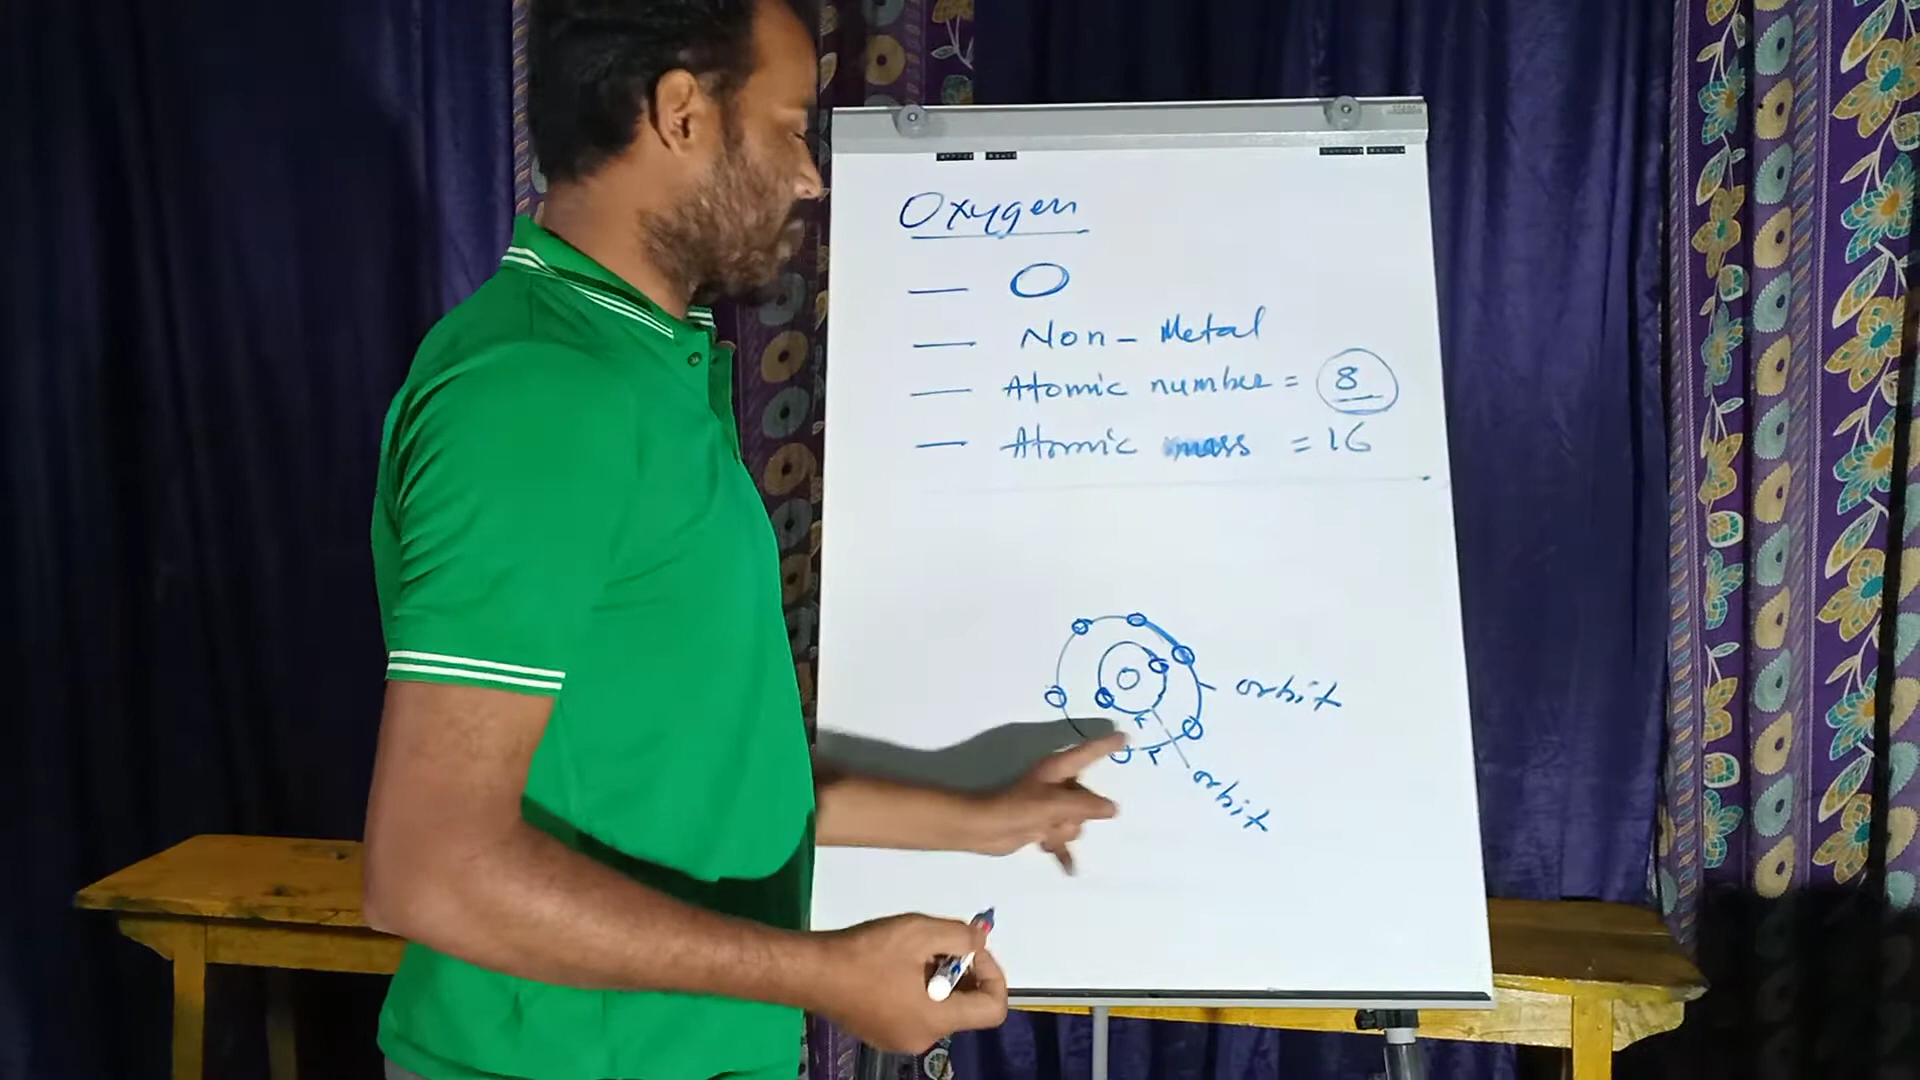 Oxygen
— O
— Non-Metal
— Atomic number = 8
— Atomic mass = 16
orbit
orbit